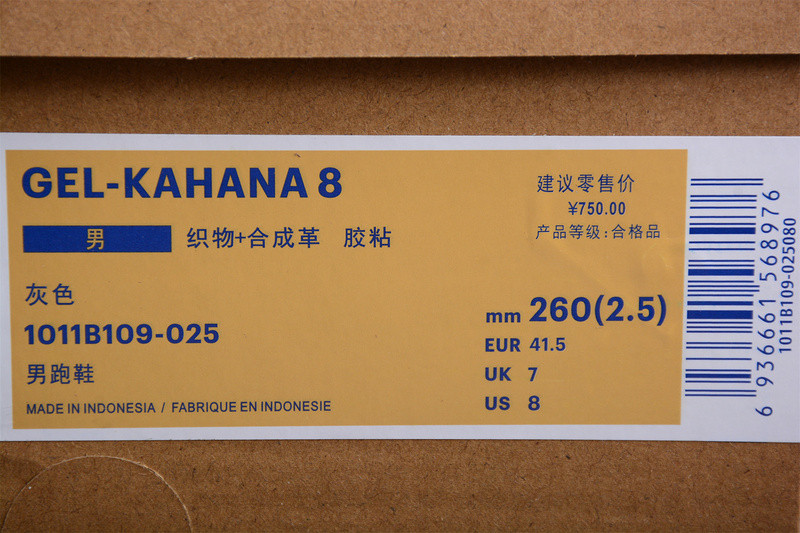 GEL-KAHANA 8
男 织物+合成革 胶粘
建议零售价
¥750.00
产品等级:合格品
灰色
1011B109-025
男跑鞋
MADE IN INDONESIA / FABRIQUE EN INDONESIE
mm 260(2.5)
EUR 41.5
UK 7
US 8
6 936661 568976
1011B109-025080